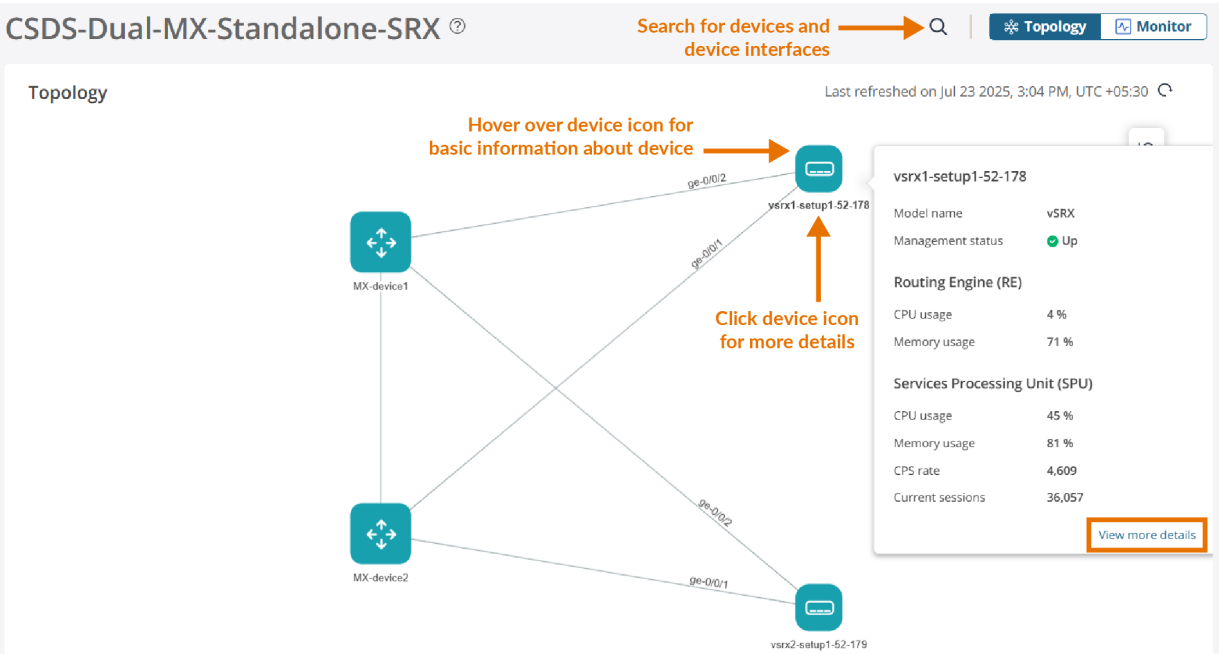 CSDS-Dual-MX-Standalone-SRX
Search for devices and
device interfaces
Topology
Monitor
Topology
Last refreshed on Jul 23 2025, 3:04 PM, UTC +05:30
Hover over device icon for
basic information about device
ge-0/0/2
vsrx1-setup1-52-178
ge-0/0/1
MX-device1
Click device icon
for more details
vsrx1-setup1-52-178
Model name vSRX
Management status Up
Routing Engine (RE)
CPU usage 4 %
Memory usage 71 %
Services Processing Unit (SPU)
CPU usage 45 %
Memory usage 81 %
CPS rate 4,609
Current sessions 36,057
View more details
ge-0/0/2
MX-device2
ge-0/0/1
vsrx2-setup1-52-179